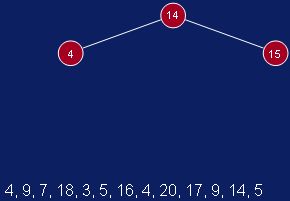 14
4 15
4, 9, 7, 18, 3, 5, 16, 4, 20, 17, 9, 14, 5